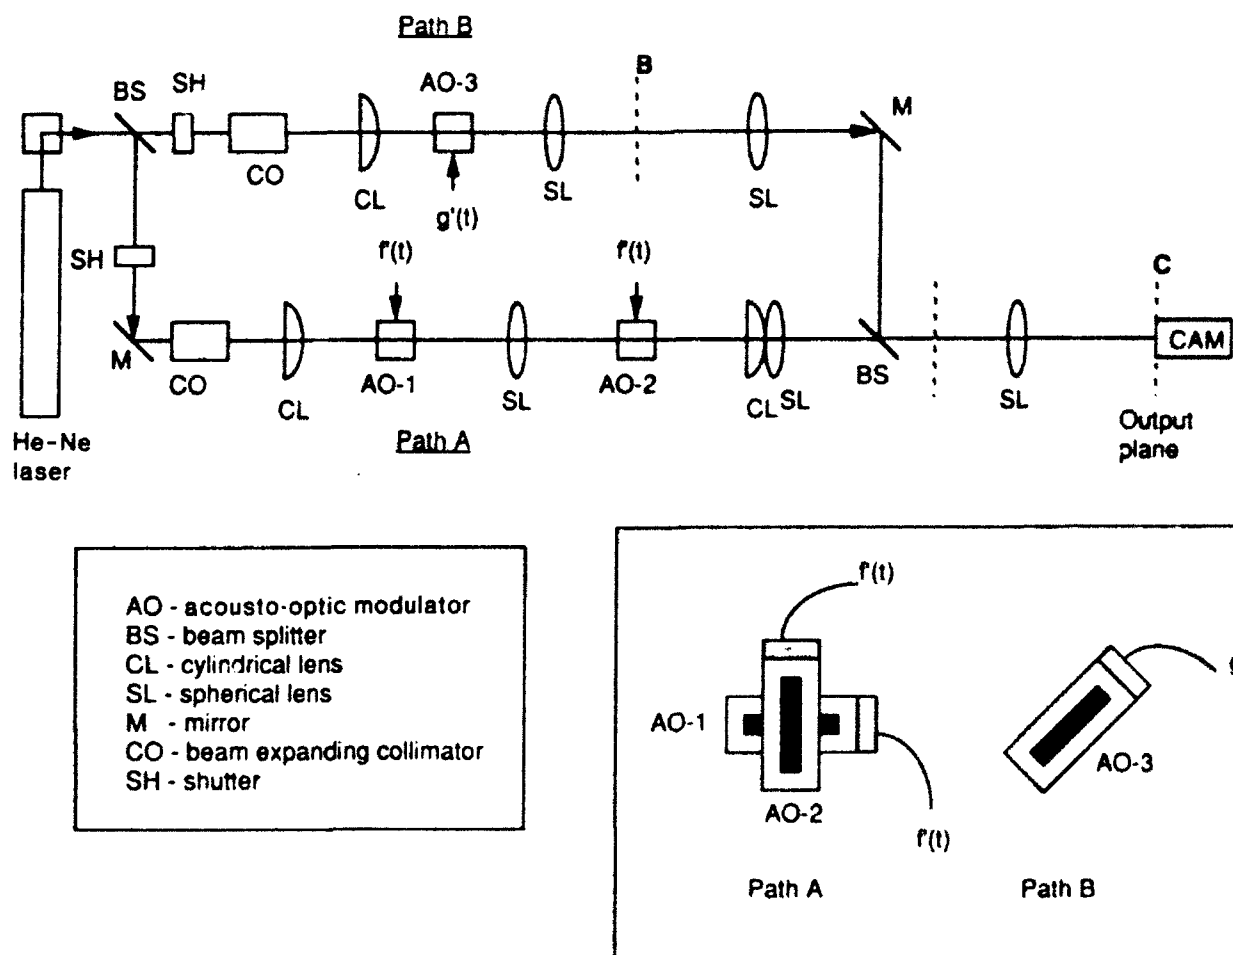 Path B
B
SH
AO-3
BS
M
CO
CL
SL
SL
g'(t)
f'(t)
f'(t)
SH
C
M
CO
CL
AO-1
SL
AO-2
CL
SL
BS
SL
CAM
He-Ne
laser
Path A
Output
plane
AO - acousto-optic modulator
BS - beam splitter
CL - cylindrical lens
SL - spherical lens
M - mirror
CO - beam expanding collimator
SH - shutter
f'(t)
AO-1
AO-2
f'(t)
AO-3
Path A
Path B